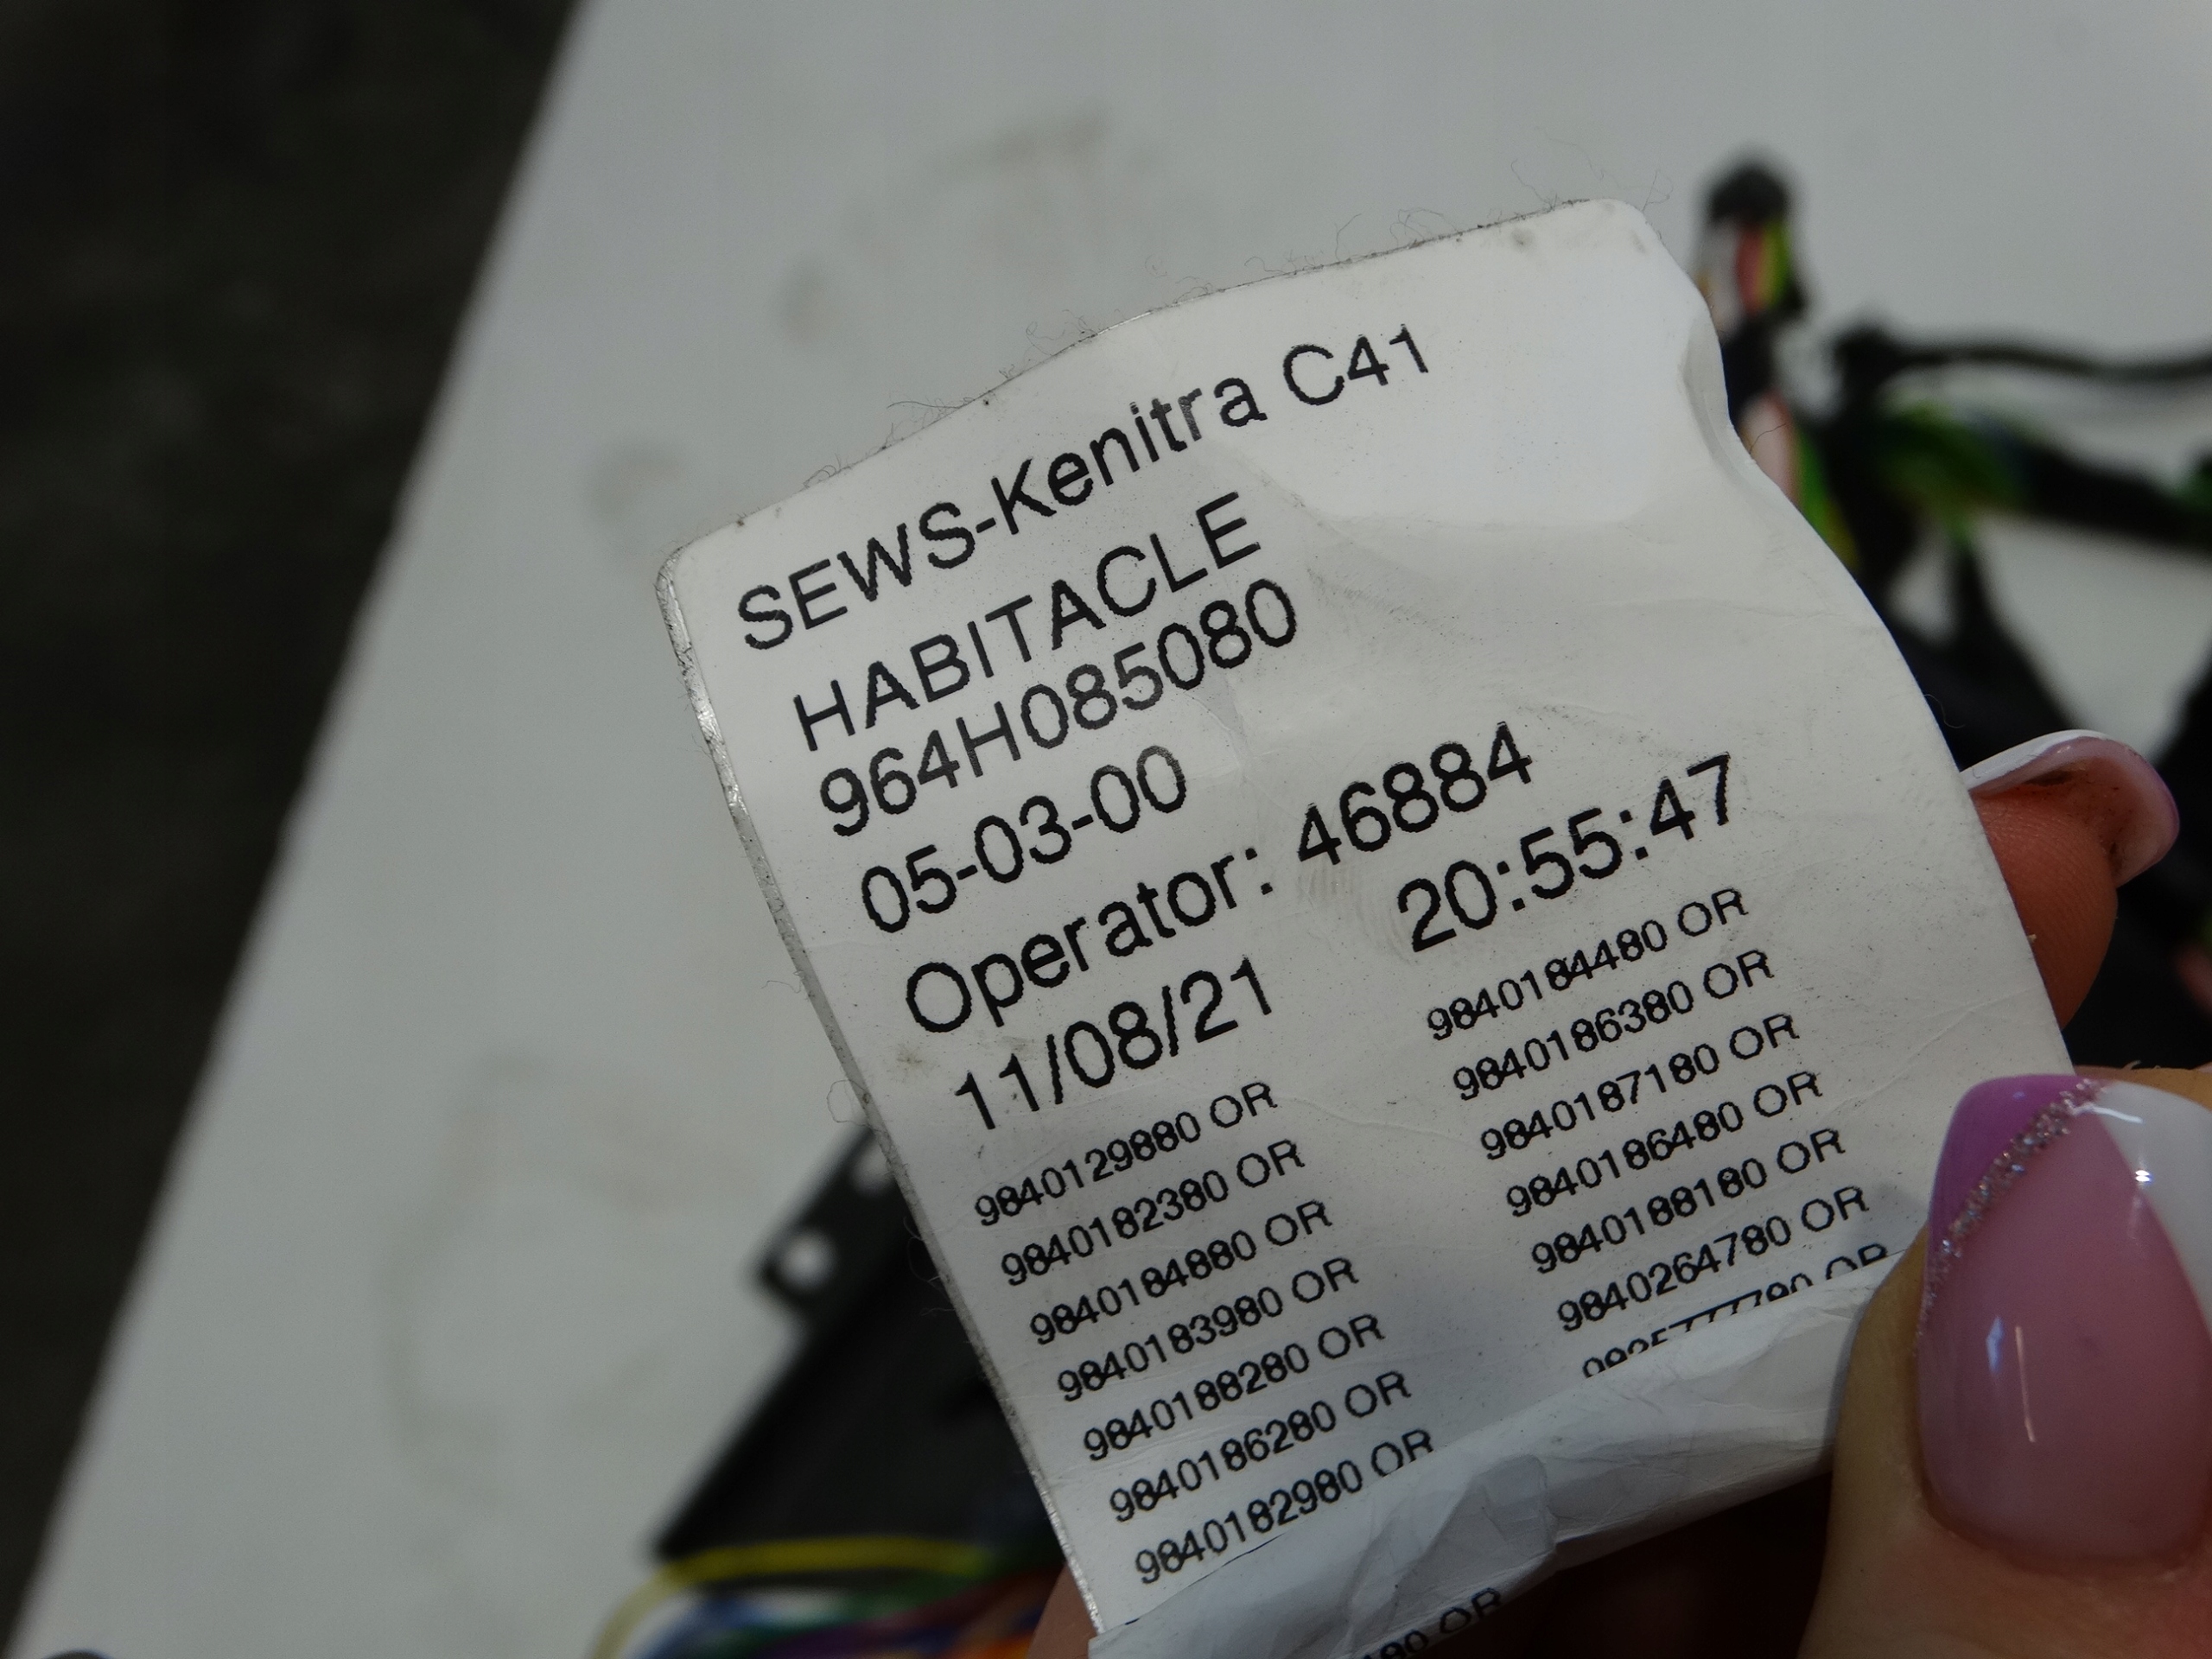 SEWS-Kenitra C41
HABITACLE
964H085080
05-03-00
Operator: 46884
11/08/21 20:55:47
9840129880 OR
9840182380 OR
9840184880 OR
9840183980 OR
9840188280 OR
9840186280 OR
9840182980 OR
9840184480 OR
9840186380 OR
9840187180 OR
9840186480 OR
9840188180 OR
9840264780 OR
OR
OR